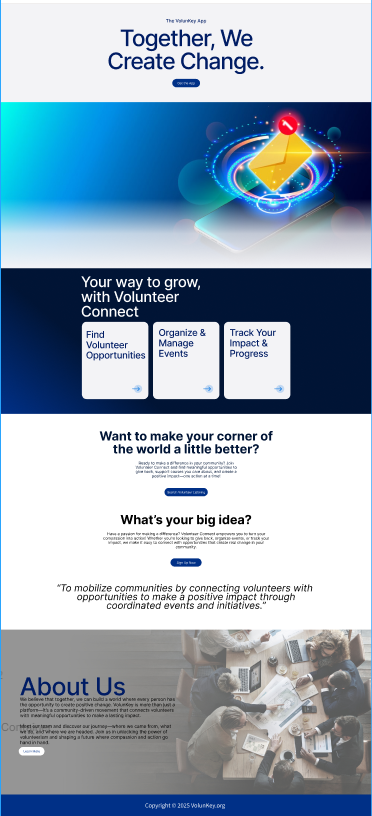 The VolunKey App
Together, We
Create Change.
Get the App
1
Your way to grow,
with Volunteer
Connect
Find
Volunteer
Opportunities
Organize &
Manage
Events
Track Your
Impact &
Progress
Want to make your corner of
the world a little better?
Ready to make a difference in your community? Join
Volunteer Connect and find meaningful opportunities to
give back, support causes you care about, and create a
positive impact—one action at a time!
Search Volunteer Listings
What's your big idea?
Have a passion for making a difference? Volunteer Connect empowers you to turn your
conversation into action! Whether you're looking to give back, organize events, or track your
impact, we make it easy to connect with opportunities that create real change in your
community.
Sign Up Now
“To mobilize communities by connecting volunteers with
opportunities to make a positive impact through
coordinated events and initiatives.”
About Us
We believe that together, we can build a world where every person has
the opportunity to create positive change. VolunKey is more than just a
platform—it's a community-driven movement that connects volunteers
with meaningful opportunities to make a lasting impact.
Meet our team and discover our journey—where we came from, what
we do, and where we are headed. Join us in unlocking the power of
volunteerism and shaping a future where compassion and action go
hand in hand.
Learn More
Copyright © 2025 VolunKey.org